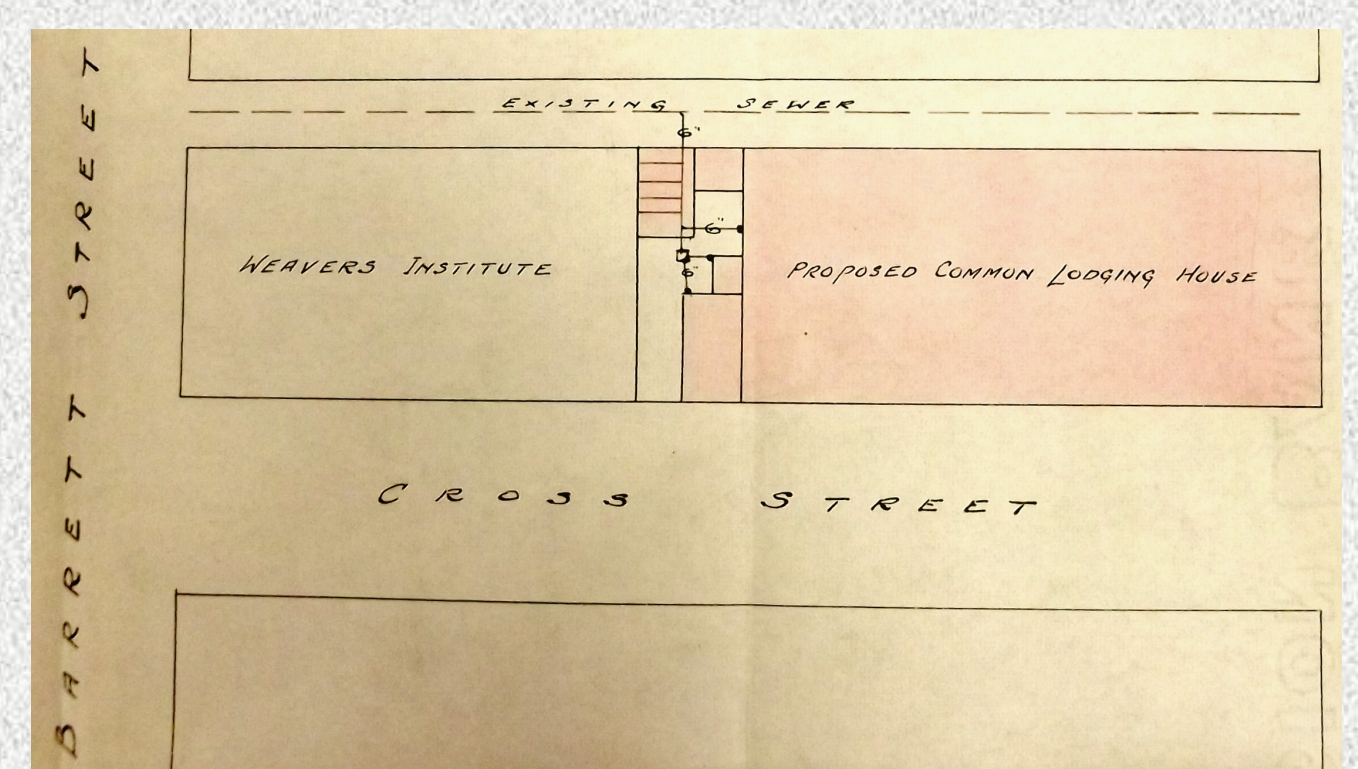 BARRETT STREET
EXISTING SEWER
6"
6"
6"
WEAVERS INSTITUTE
PROPOSED COMMON LODGING HOUSE
CROSS STREET